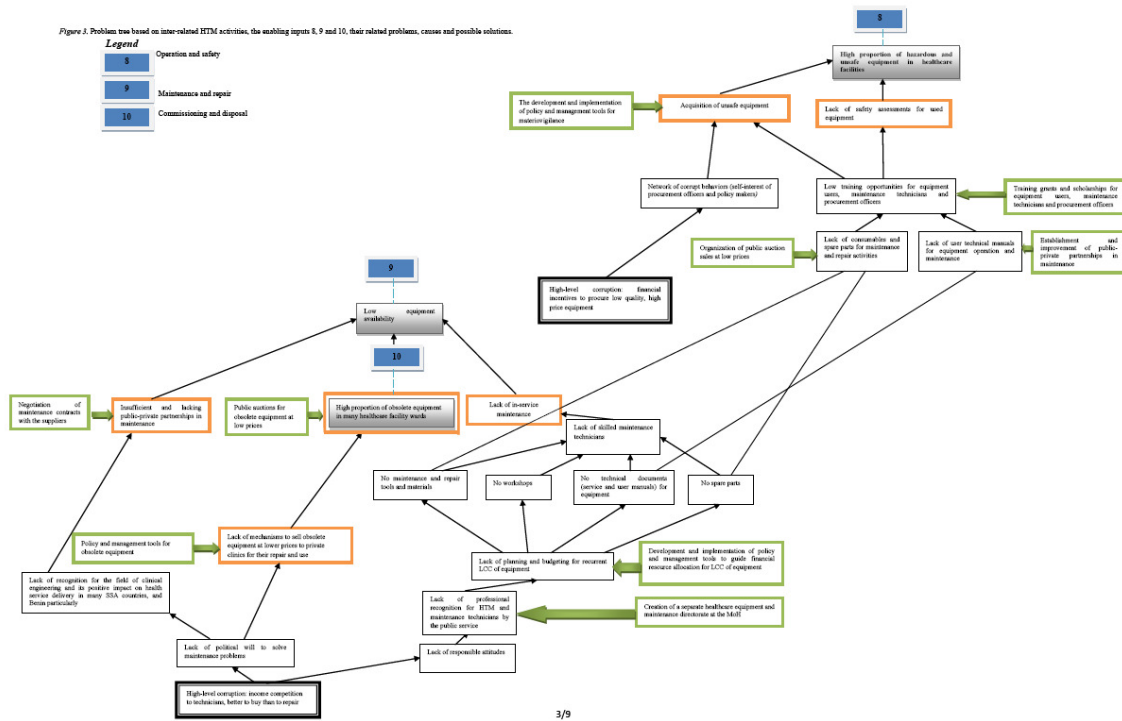 Figure 3. Problem tree based on inter-related HTM activities, the enabling inputs 8, 9 and 10, their related problems, causes and possible solutions.
Legend
8
Operation and safety
9
Maintenance and repair
10
Commissioning and disposal
8
High proportion of hazardous and
unsafe equipment in healthcare
facilities
The development and implementation
of policy and management tools for
materiovigilance
Acquisition of unsafe equipment
Lack of safety assessments for used
equipment
Network of corrupt behaviors (self-interest of
procurement officers and policy makers)
Low training opportunities for equipment
users, maintenance technicians and
procurement officers
Training grants and scholarships for
equipment users, maintenance
technicians and procurement officers
Organization of public auction
sales at low prices
Lack of consumables and
spare parts for maintenance
and repair activities
Lack of user technical manuals
for equipment operation and
maintenance
Establishment and
improvement of public-
private partnerships in
maintenance
High-level corruption: financial
incentives to procure low quality, high
price equipment
9
Low equipment
availability
10
Negotiation of
maintenance contracts
with the suppliers
Insufficient and lacking
public-private partnerships in
maintenance
Public auctions for
obsolete equipment at
low prices
High proportion of obsolete equipment
in many healthcare facility wards
Lack of in-service
maintenance
Lack of skilled maintenance
technicians
No maintenance and repair
tools and materials
No workshops
No technical documents
(service and user manuals) for
equipment
No spare parts
Policy and management tools for
obsolete equipment
Lack of mechanisms to sell obsolete
equipment at lower prices to private
clinics for their repair and use
Lack of planning and budgeting for recurrent
LCC of equipment
Development and implementation of policy
and management tools to guide financial
resource allocation for LCC of equipment
Lack of recognition for the field of clinical
engineering and its positive impact on health
service delivery in many SSA countries, and
Benin particularly
Lack of professional
recognition for HTM and
maintenance technicians by
the public service
Creation of a separate healthcare equipment and
maintenance directorate at the MoH
Lack of political will to solve
maintenance problems
Lack of responsible attitudes
High-level corruption: income competition
to technicians, better to buy than to repair
3/9